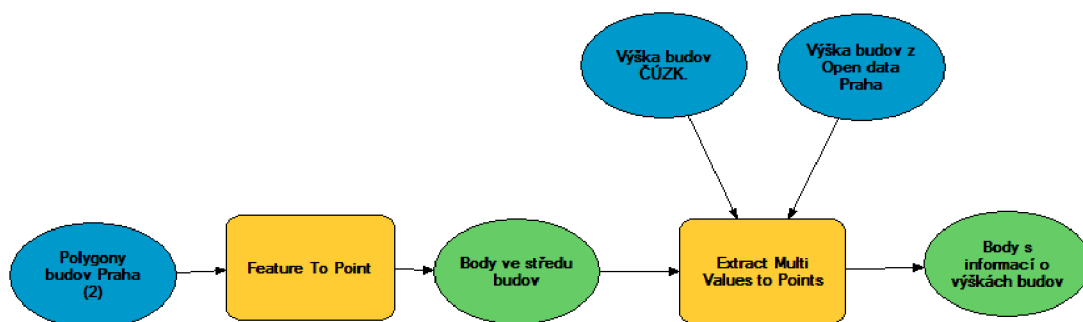 Výška budov
ČÚZK.
Výška budov z
Open data
Praha
Polygony
budov Praha
(2)
Feature To Point
Body ve středu
budov
Extract Multi
Values to Points
Body s
informací o
výškách budov